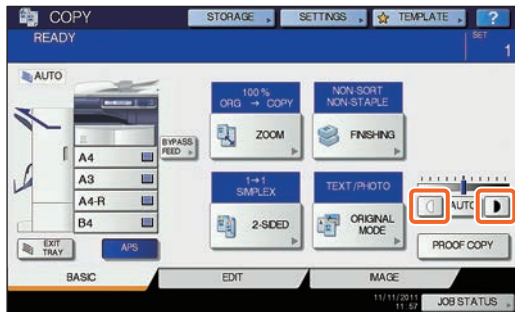 COPY
STORAGE
SETTINGS
TEMPLATE
?
READY
SET
1
AUTO
100 %
ORG → COPY
ZOOM
NON-SORT
NON-STAPLE
FINISHING
BYPASS
FEED
A4
A3
A4-R
B4
1→1
SIMPLEX
2-SIDED
TEXT/PHOTO
ORIGINAL
MODE
AUTO
EXIT
TRAY
APS
PROOF COPY
BASIC
EDIT
IMAGE
11/11/2011
11:57
JOB STATUS